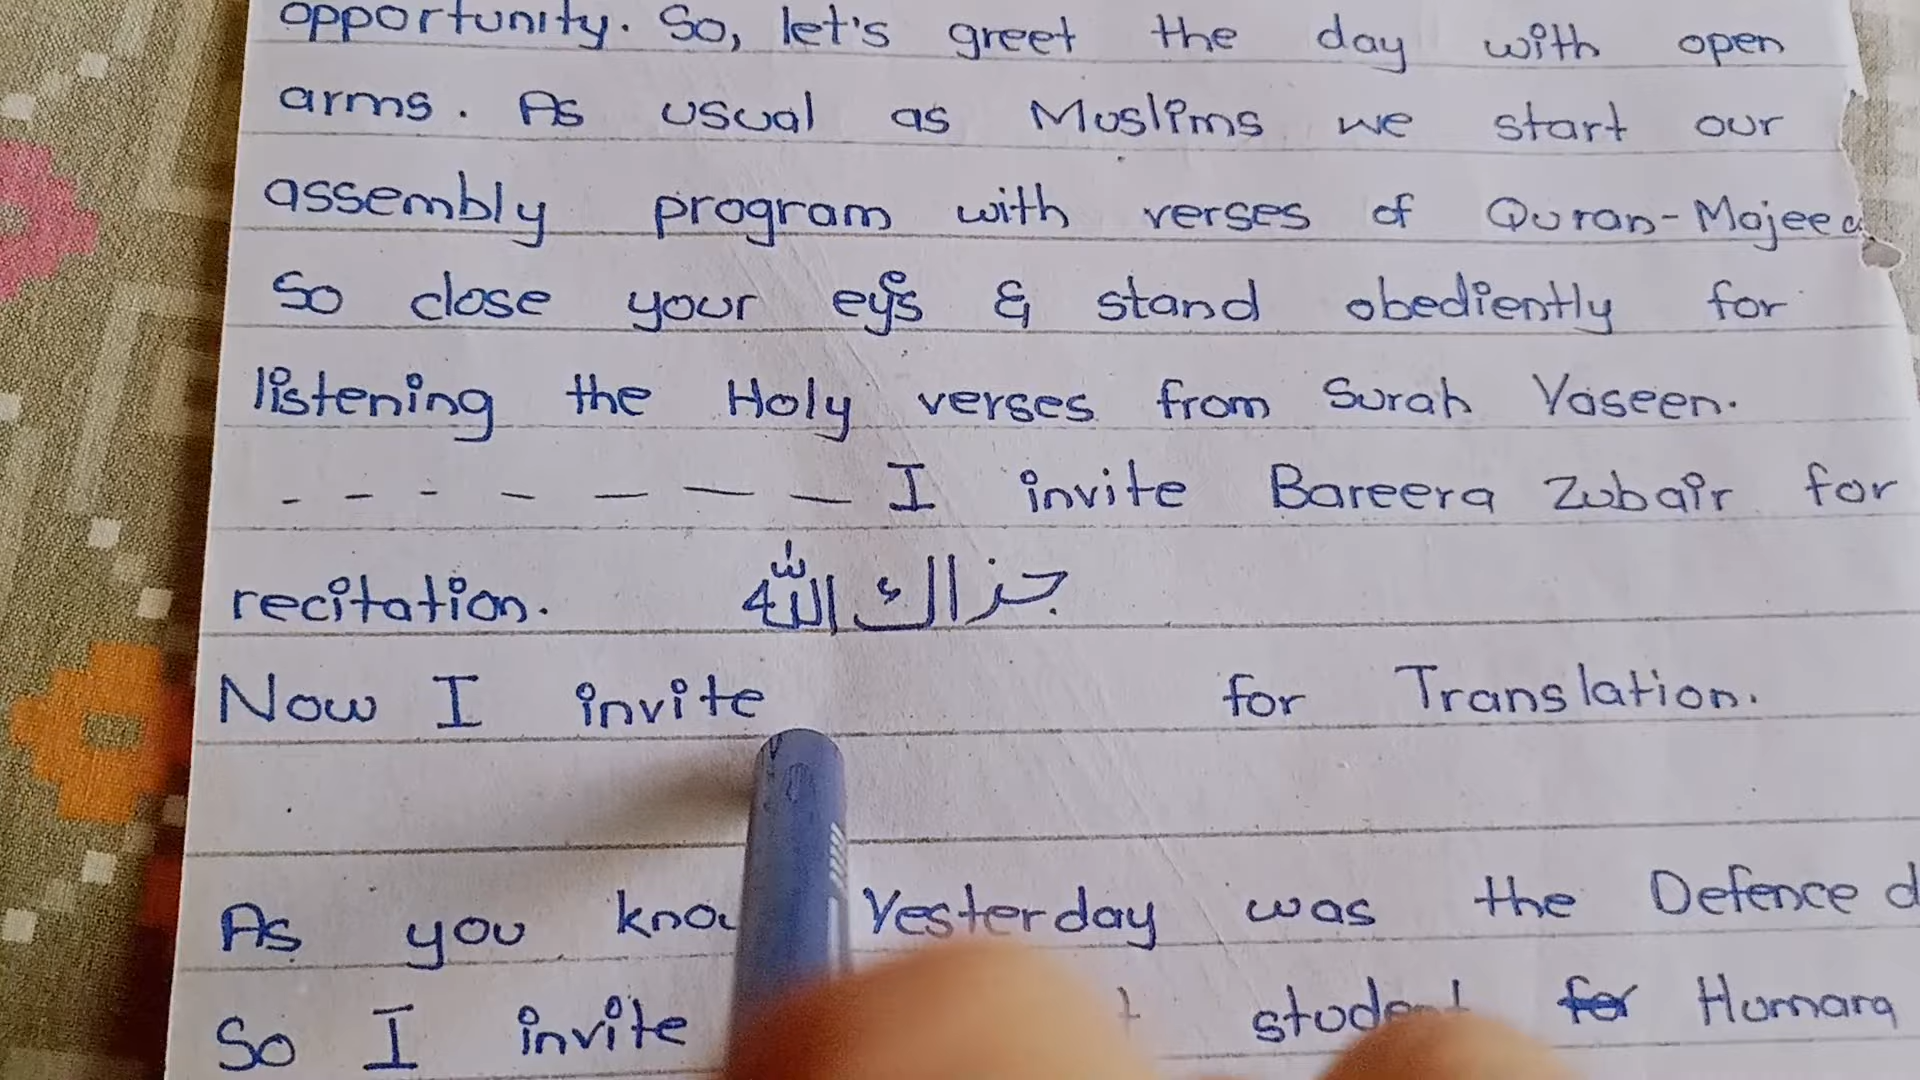 opportunity. So, let's greet the day with open
arms. As usual as Muslims we start our
assembly program with verses of Quran-Majeed
So close your eys & stand obediently for
listening the Holy verses from Surah Yaseen.
- - - - - - - I invite Bareera Zubair for
recitation. جزاك الله
Now I invite for Translation.
As you Yesterday was the Defence
So I invite student for Humara